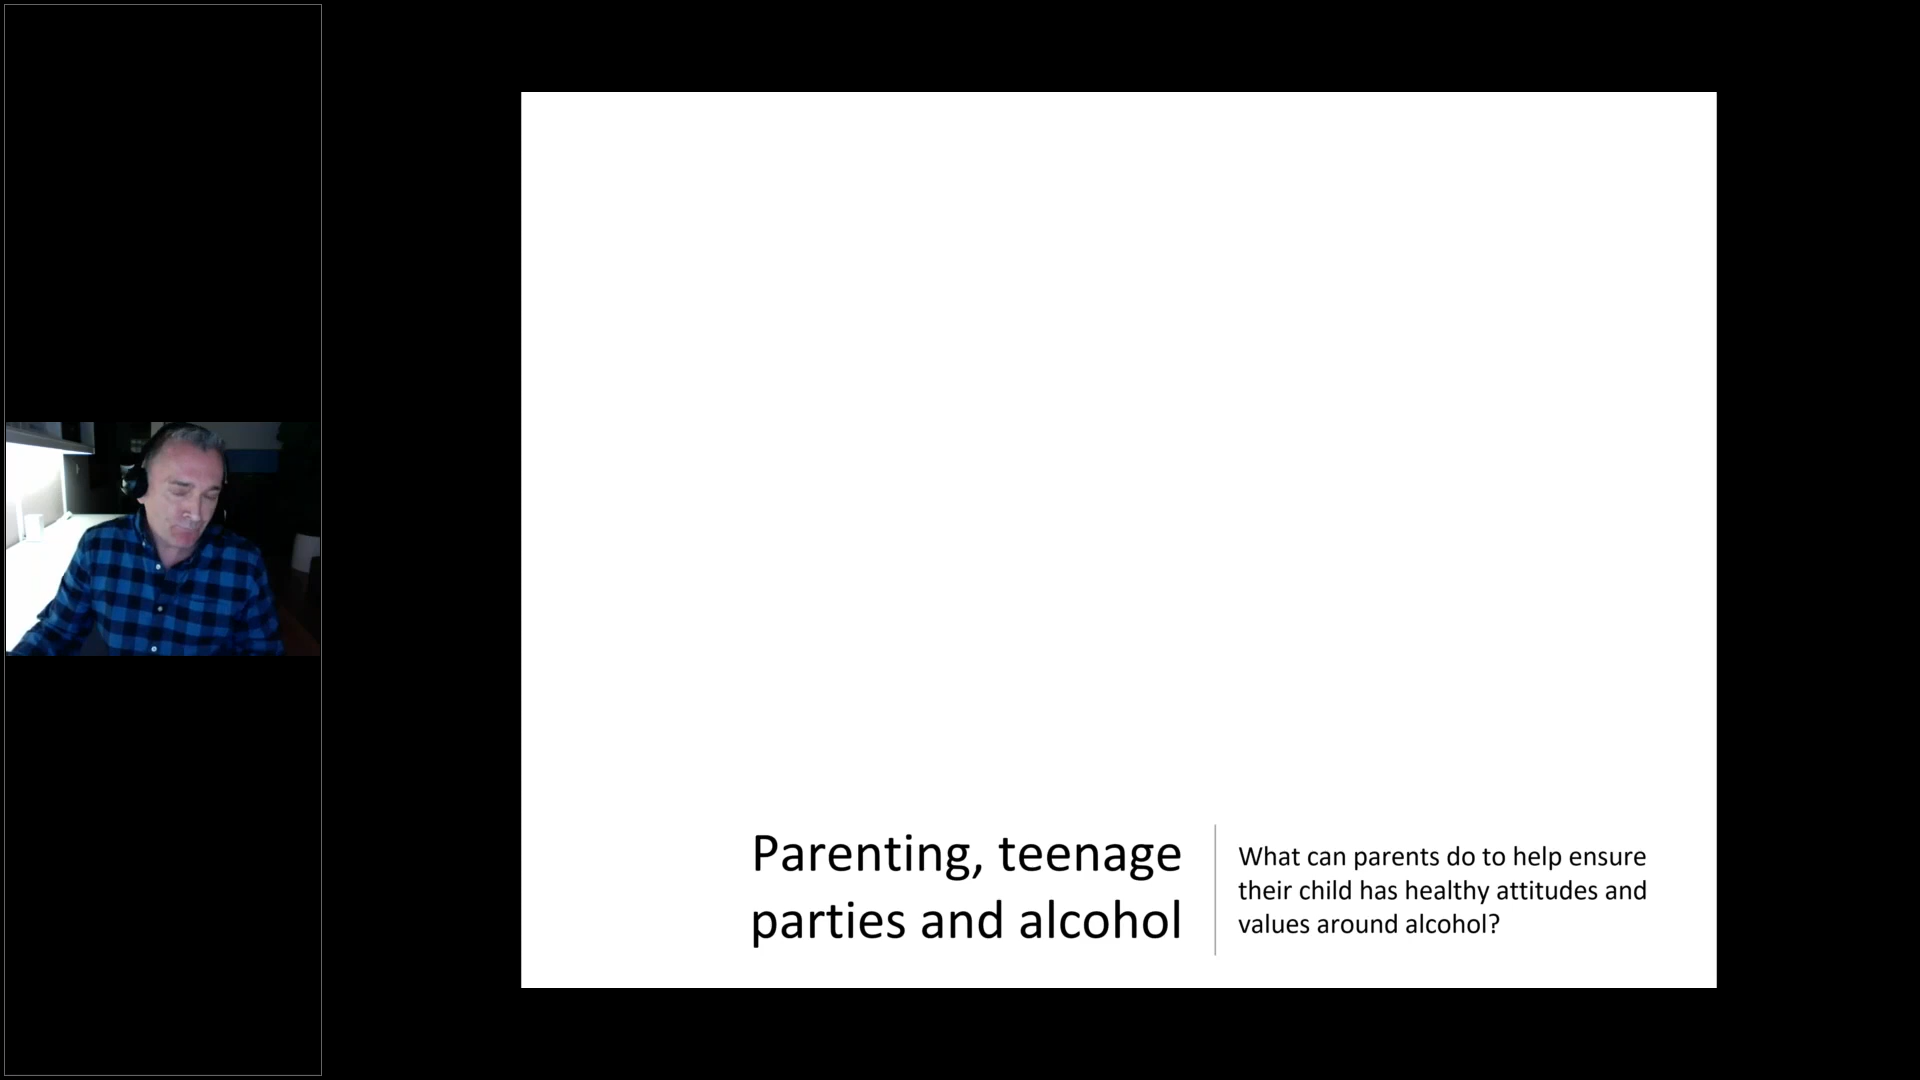 Parenting, teenage
parties and alcohol
What can parents do to help ensure
their child has healthy attitudes and
values around alcohol?